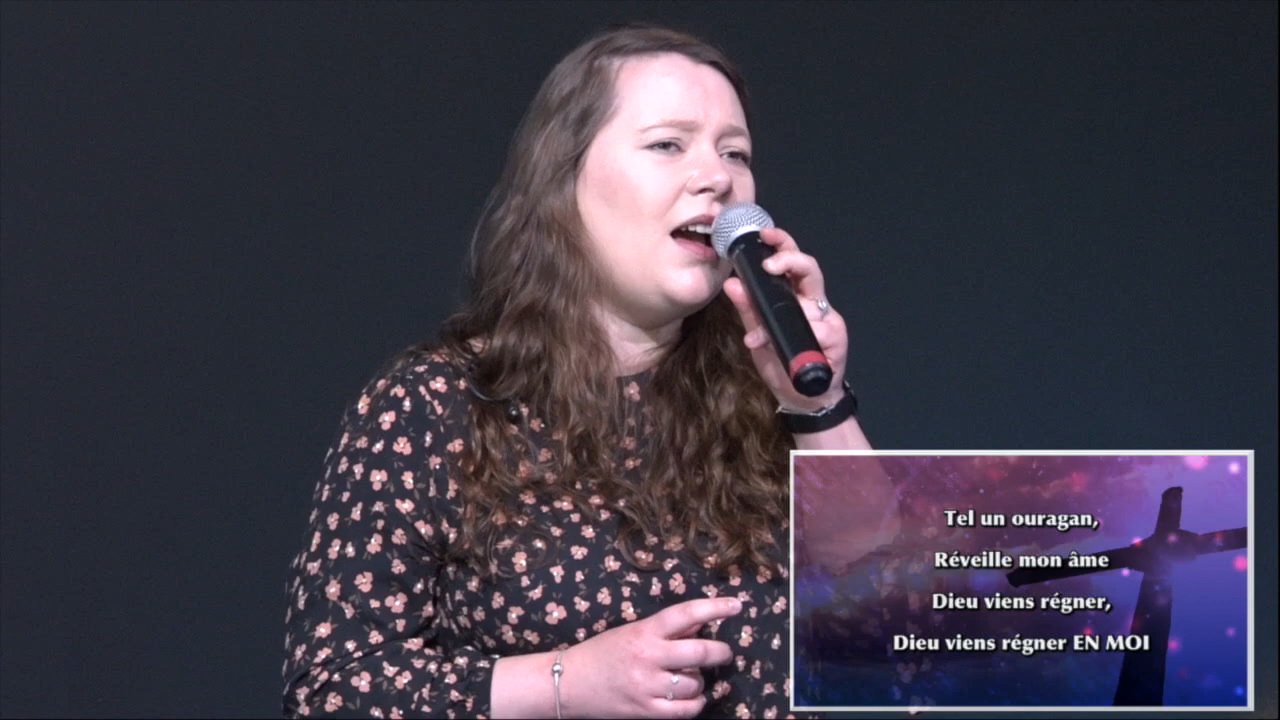 Tel un ouragan,
Réveille mon âme
Dieu viens régner,
Dieu viens régner EN MOI